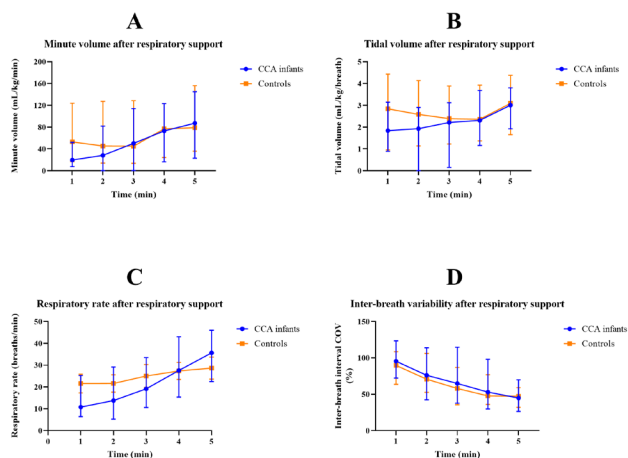 A
Minute volume after respiratory support
Minute volume (mL/kg/min)
200
160
120
80
40
0
1 2 3 4 5
Time (min)
CCA infants
Controls
B
Tidal volume after respiratory support
Tidal volume (mL/kg/breath)
5
4
3
2
1
0
1 2 3 4 5
Time (min)
CCA infants
Controls
C
Respiratory rate after respiratory support
Respiratory rate (breaths/min)
50
40
30
20
10
0
0 1 2 3 4 5
Time (min)
CCA infants
Controls
D
Inter-breath variability after respiratory support
Inter-breath interval COV
(%)
150
100
50
0
1 2 3 4 5
Time (min)
CCA infants
Controls